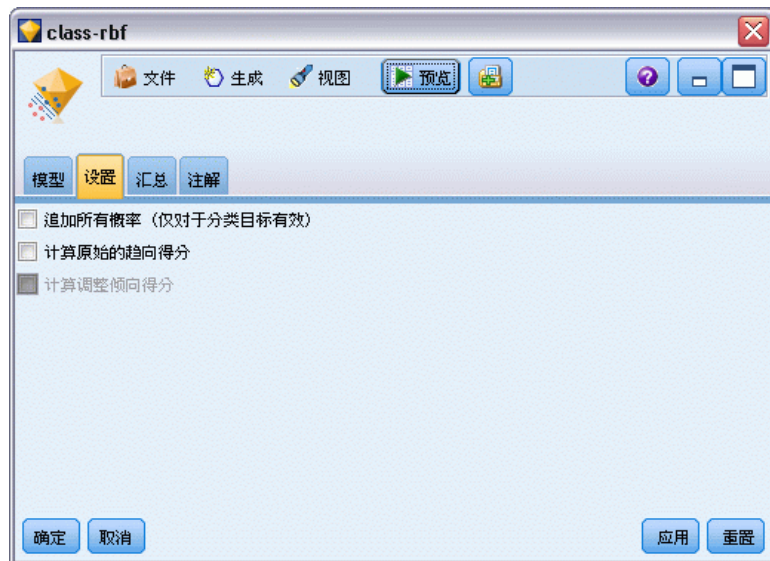 class-rbf
文件 生成 视图 预览
模型 设置 汇总 注解
追加所有概率（仅对于分类目标有效）
计算原始的趋向得分
计算调整倾向得分
确定 取消 应用 重置